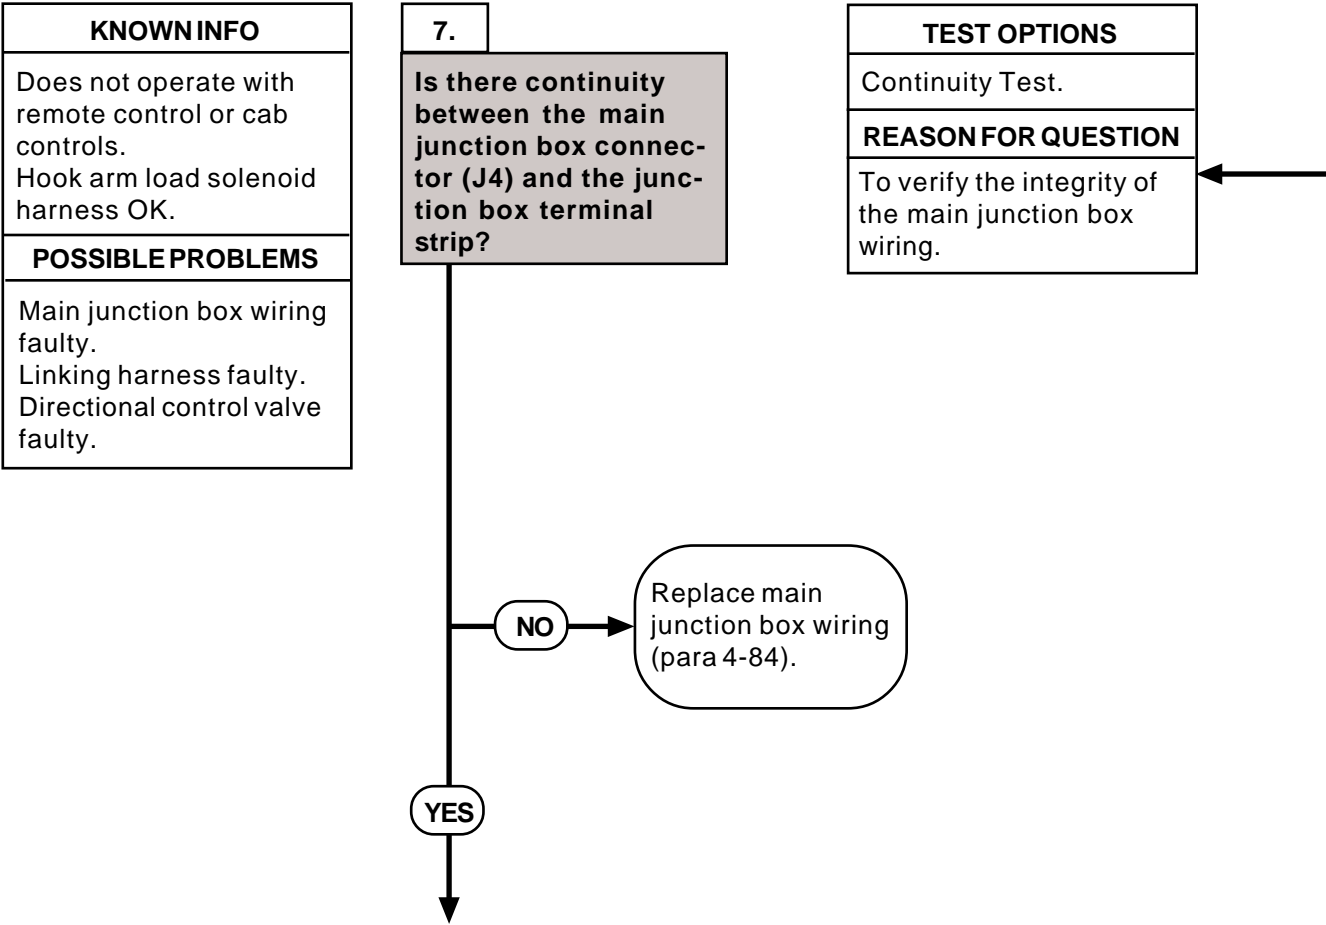 KNOWN INFO
Does not operate with
remote control or cab
controls.
Hook arm load solenoid
harness OK.
POSSIBLE PROBLEMS
Main junction box wiring
faulty.
Linking harness faulty.
Directional control valve
faulty.
7.
Is there continuity
between the main
junction box connec-
tor (J4) and the junc-
tion box terminal
strip?
TEST OPTIONS
Continuity Test.
REASON FOR QUESTION
To verify the integrity of
the main junction box
wiring.
NO
Replace main
junction box wiring
(para 4-84).
YES